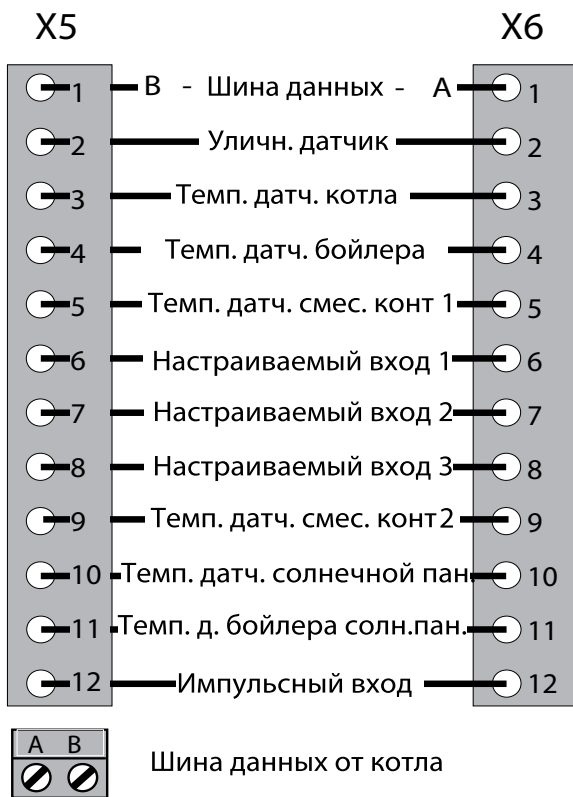 X5 X6
1 B - Шина данных - A 1
2 Уличн. датчик 2
3 Темп. датч. котла 3
4 Темп. датч. бойлера 4
5 Темп. датч. смес. конт 1 5
6 Настраиваемый вход 1 6
7 Настраиваемый вход 2 7
8 Настраиваемый вход 3 8
9 Темп. датч. смес. конт2 9
10 Темп. датч. солнечной пан. 10
11 Темп. д. бойлера солн.пан. 11
12 Импульсный вход 12
A B
Шина данных от котла